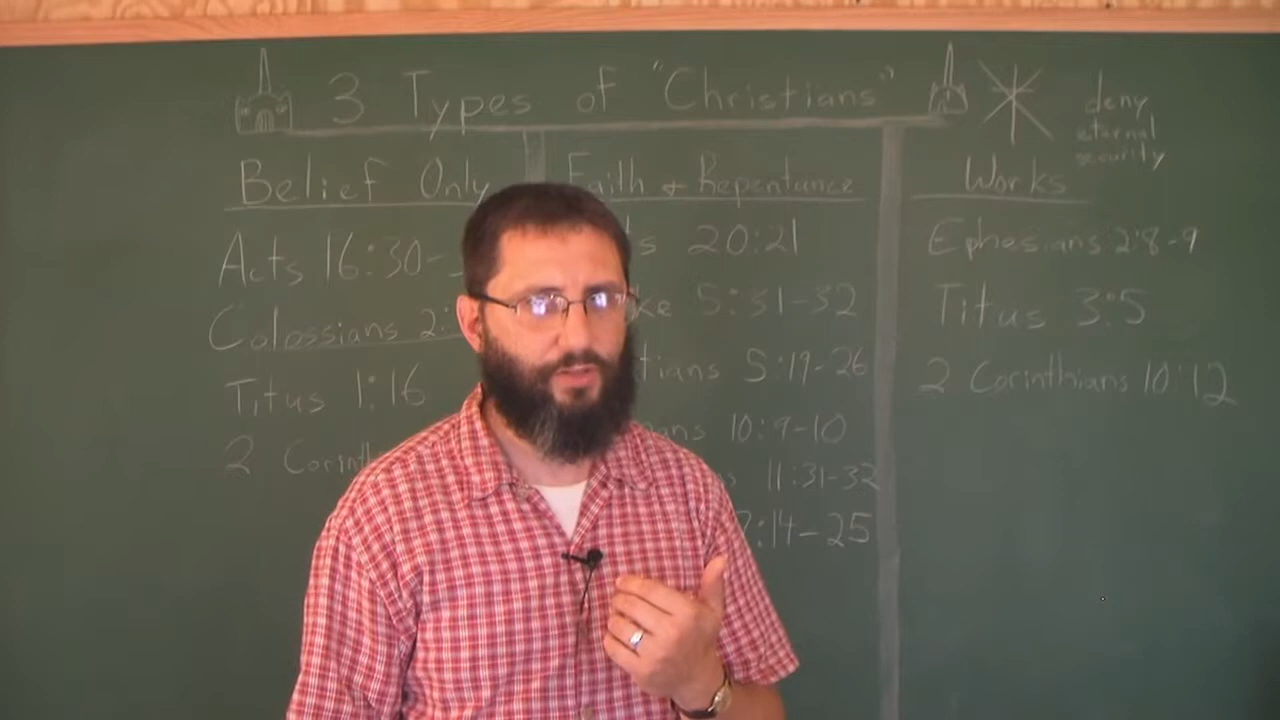 3 Types of "Christians"
deny
eternal
security
Belief Only
Faith & Repentance
Works
Acts 16:30-
20:21
Ephesians 2:8-9
Colossians 2:
5:31-32
Titus 3:5
Titus 1:16
5:19-26
2 Corinthians 10:12
2
10:9-10
11:31-32
:14-25